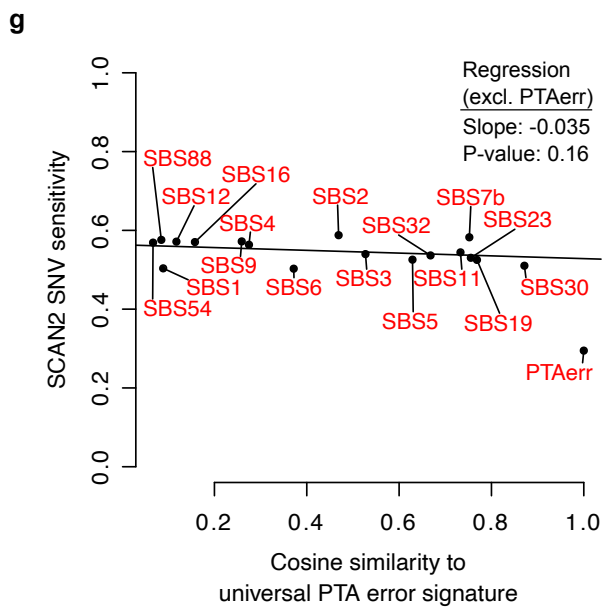 g
Regression
(excl. PTAerr)
Slope: -0.035
P-value: 0.16
1.0
0.8
0.6
0.4
0.2
0.0
SCAN2 SNV sensitivity
SBS88
SBS16
SBS12
SBS4
SBS2
SBS7b
SBS32
SBS23
SBS9
SBS3
SBS11
SBS1
SBS6
SBS30
SBS54
SBS5
SBS19
PTAerr
0.2
0.4
0.6
0.8
1.0
Cosine similarity to
universal PTA error signature